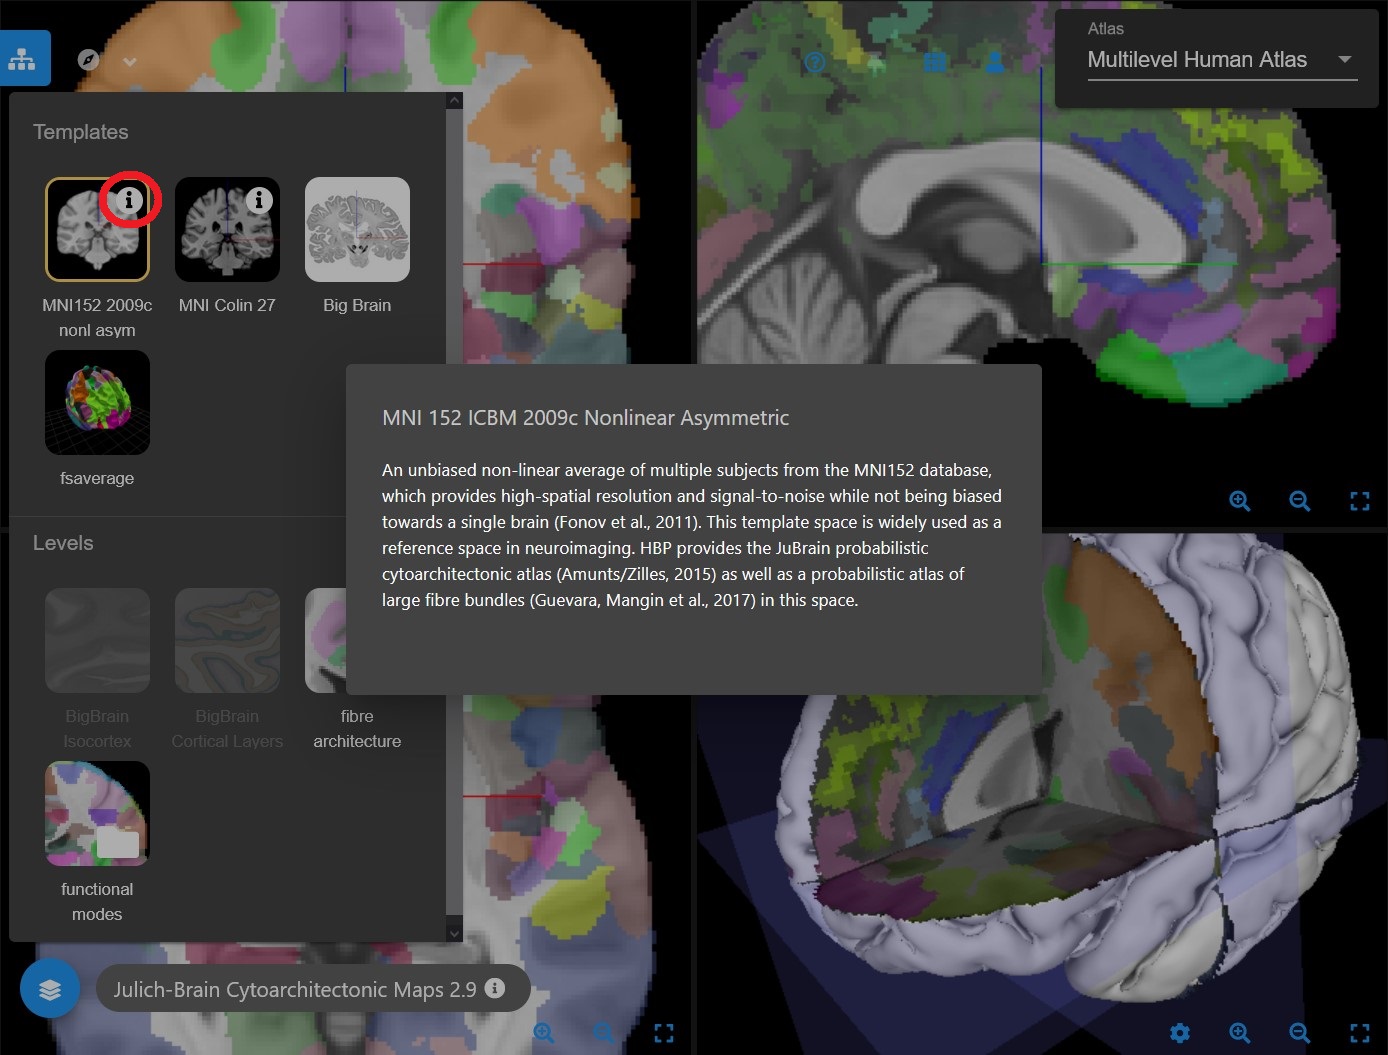 Atlas
Multilevel Human Atlas
Templates
MNI152 2009c
nonl asym
MNI Colin 27
Big Brain
fsaverage
MNI 152 ICBM 2009c Nonlinear Asymmetric
An unbiased non-linear average of multiple subjects from the MNI152 database,
which provides high-spatial resolution and signal-to-noise while not being biased
towards a single brain (Fonov et al., 2011). This template space is widely used as a
reference space in neuroimaging. HBP provides the JuBrain probabilistic
cytoarchitectonic atlas (Amunts/Zilles, 2015) as well as a probabilistic atlas of
large fibre bundles (Guevara, Mangin et al., 2017) in this space.
Levels
BigBrain
Isocortex
BigBrain
Cortical Layers
fibre
architecture
functional
modes
Julich-Brain Cytoarchitectonic Maps 2.9